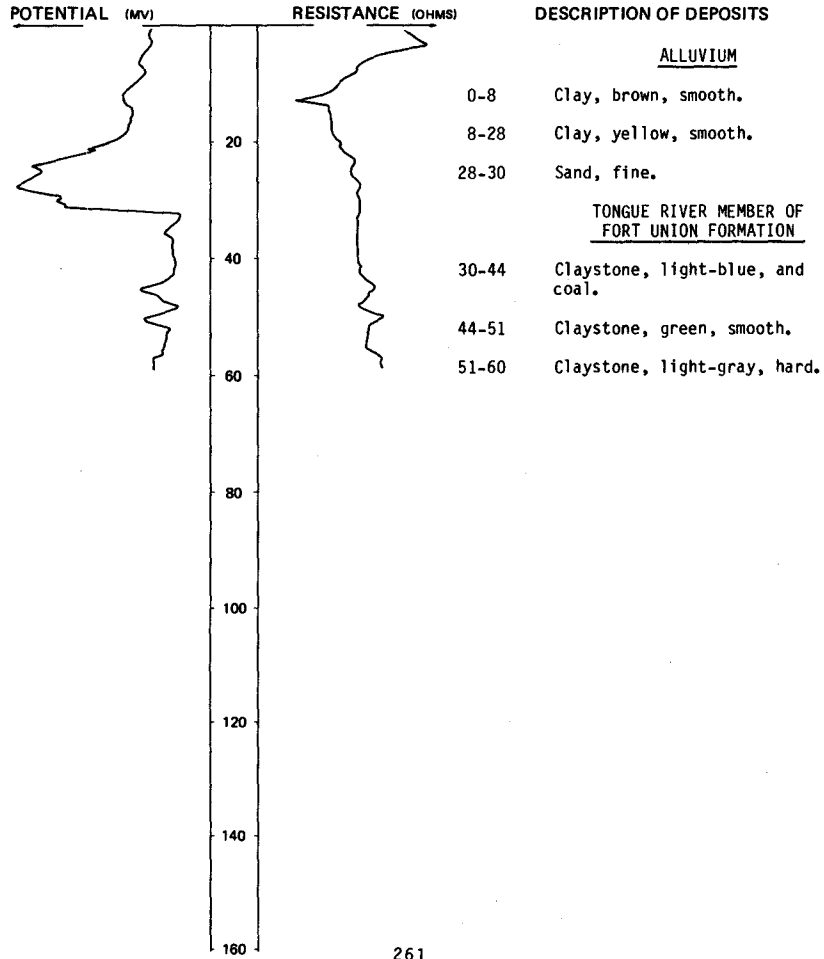 POTENTIAL (MV) RESISTANCE (OHMS) DESCRIPTION OF DEPOSITS
ALLUVIUM
0-8 Clay, brown, smooth.
8-28 Clay, yellow, smooth.
28-30 Sand, fine.
TONGUE RIVER MEMBER OF
FORT UNION FORMATION
30-44 Claystone, light-blue, and
coal.
44-51 Claystone, green, smooth.
51-60 Claystone, light-gray, hard.
20
40
60
80
100
120
140
160
261